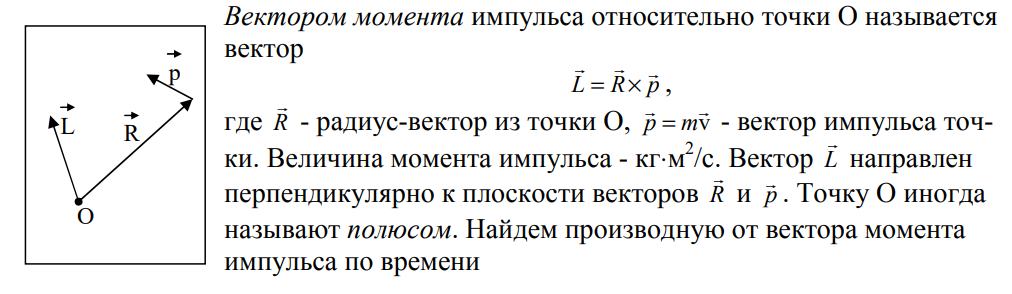 Вектором момента импульса относительно точки О называется
вектор
L⃗ = R⃗ × p⃗ ,
где R⃗ - радиус-вектор из точки О, p⃗ = mv⃗ - вектор импульса точ-
ки. Величина момента импульса - кг·м²/с. Вектор L⃗ направлен
перпендикулярно к плоскости векторов R⃗ и p⃗ . Точку О иногда
называют полюсом. Найдем производную от вектора момента
импульса по времени
p⃗
L⃗
R⃗
О